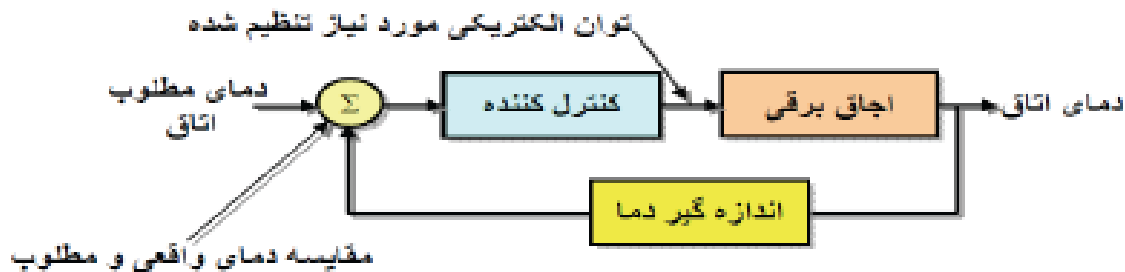 توان الکتریکی مورد نیاز تنظیم شده
دمای مطلوب
اتاق
Σ
کنترل کننده
اجاق برقی
دمای اتاق
اندازه گیر دما
مقایسه دمای واقعی و مطلوب